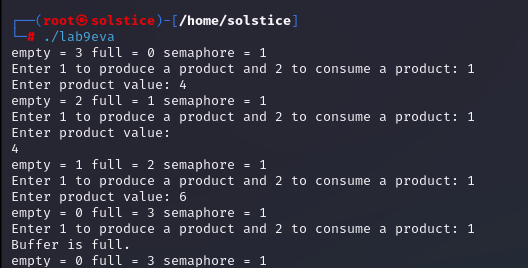 ┌──(root㉿solstice)-[/home/solstice]
└─# ./lab9eva
empty = 3 full = 0 semaphore = 1
Enter 1 to produce a product and 2 to consume a product: 1
Enter product value: 4
empty = 2 full = 1 semaphore = 1
Enter 1 to produce a product and 2 to consume a product: 1
Enter product value:
4
empty = 1 full = 2 semaphore = 1
Enter 1 to produce a product and 2 to consume a product: 1
Enter product value: 6
empty = 0 full = 3 semaphore = 1
Enter 1 to produce a product and 2 to consume a product: 1
Buffer is full.
empty = 0 full = 3 semaphore = 1